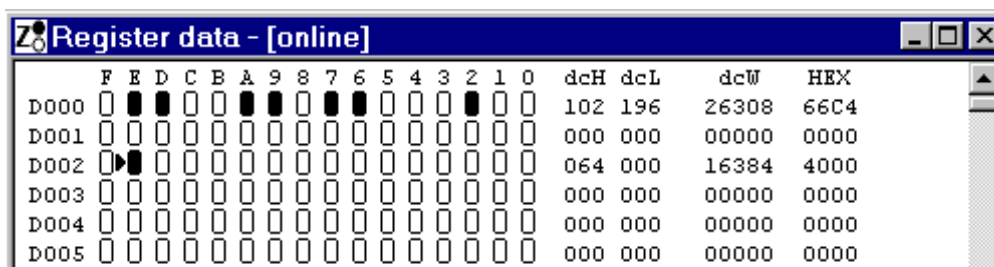 Register data - [online]
F E D C B A 9 8 7 6 5 4 3 2 1 0 dcH dcL dcW HEX
D000 102 196 26308 66C4
D001 000 000 00000 0000
D002 064 000 16384 4000
D003 000 000 00000 0000
D004 000 000 00000 0000
D005 000 000 00000 0000